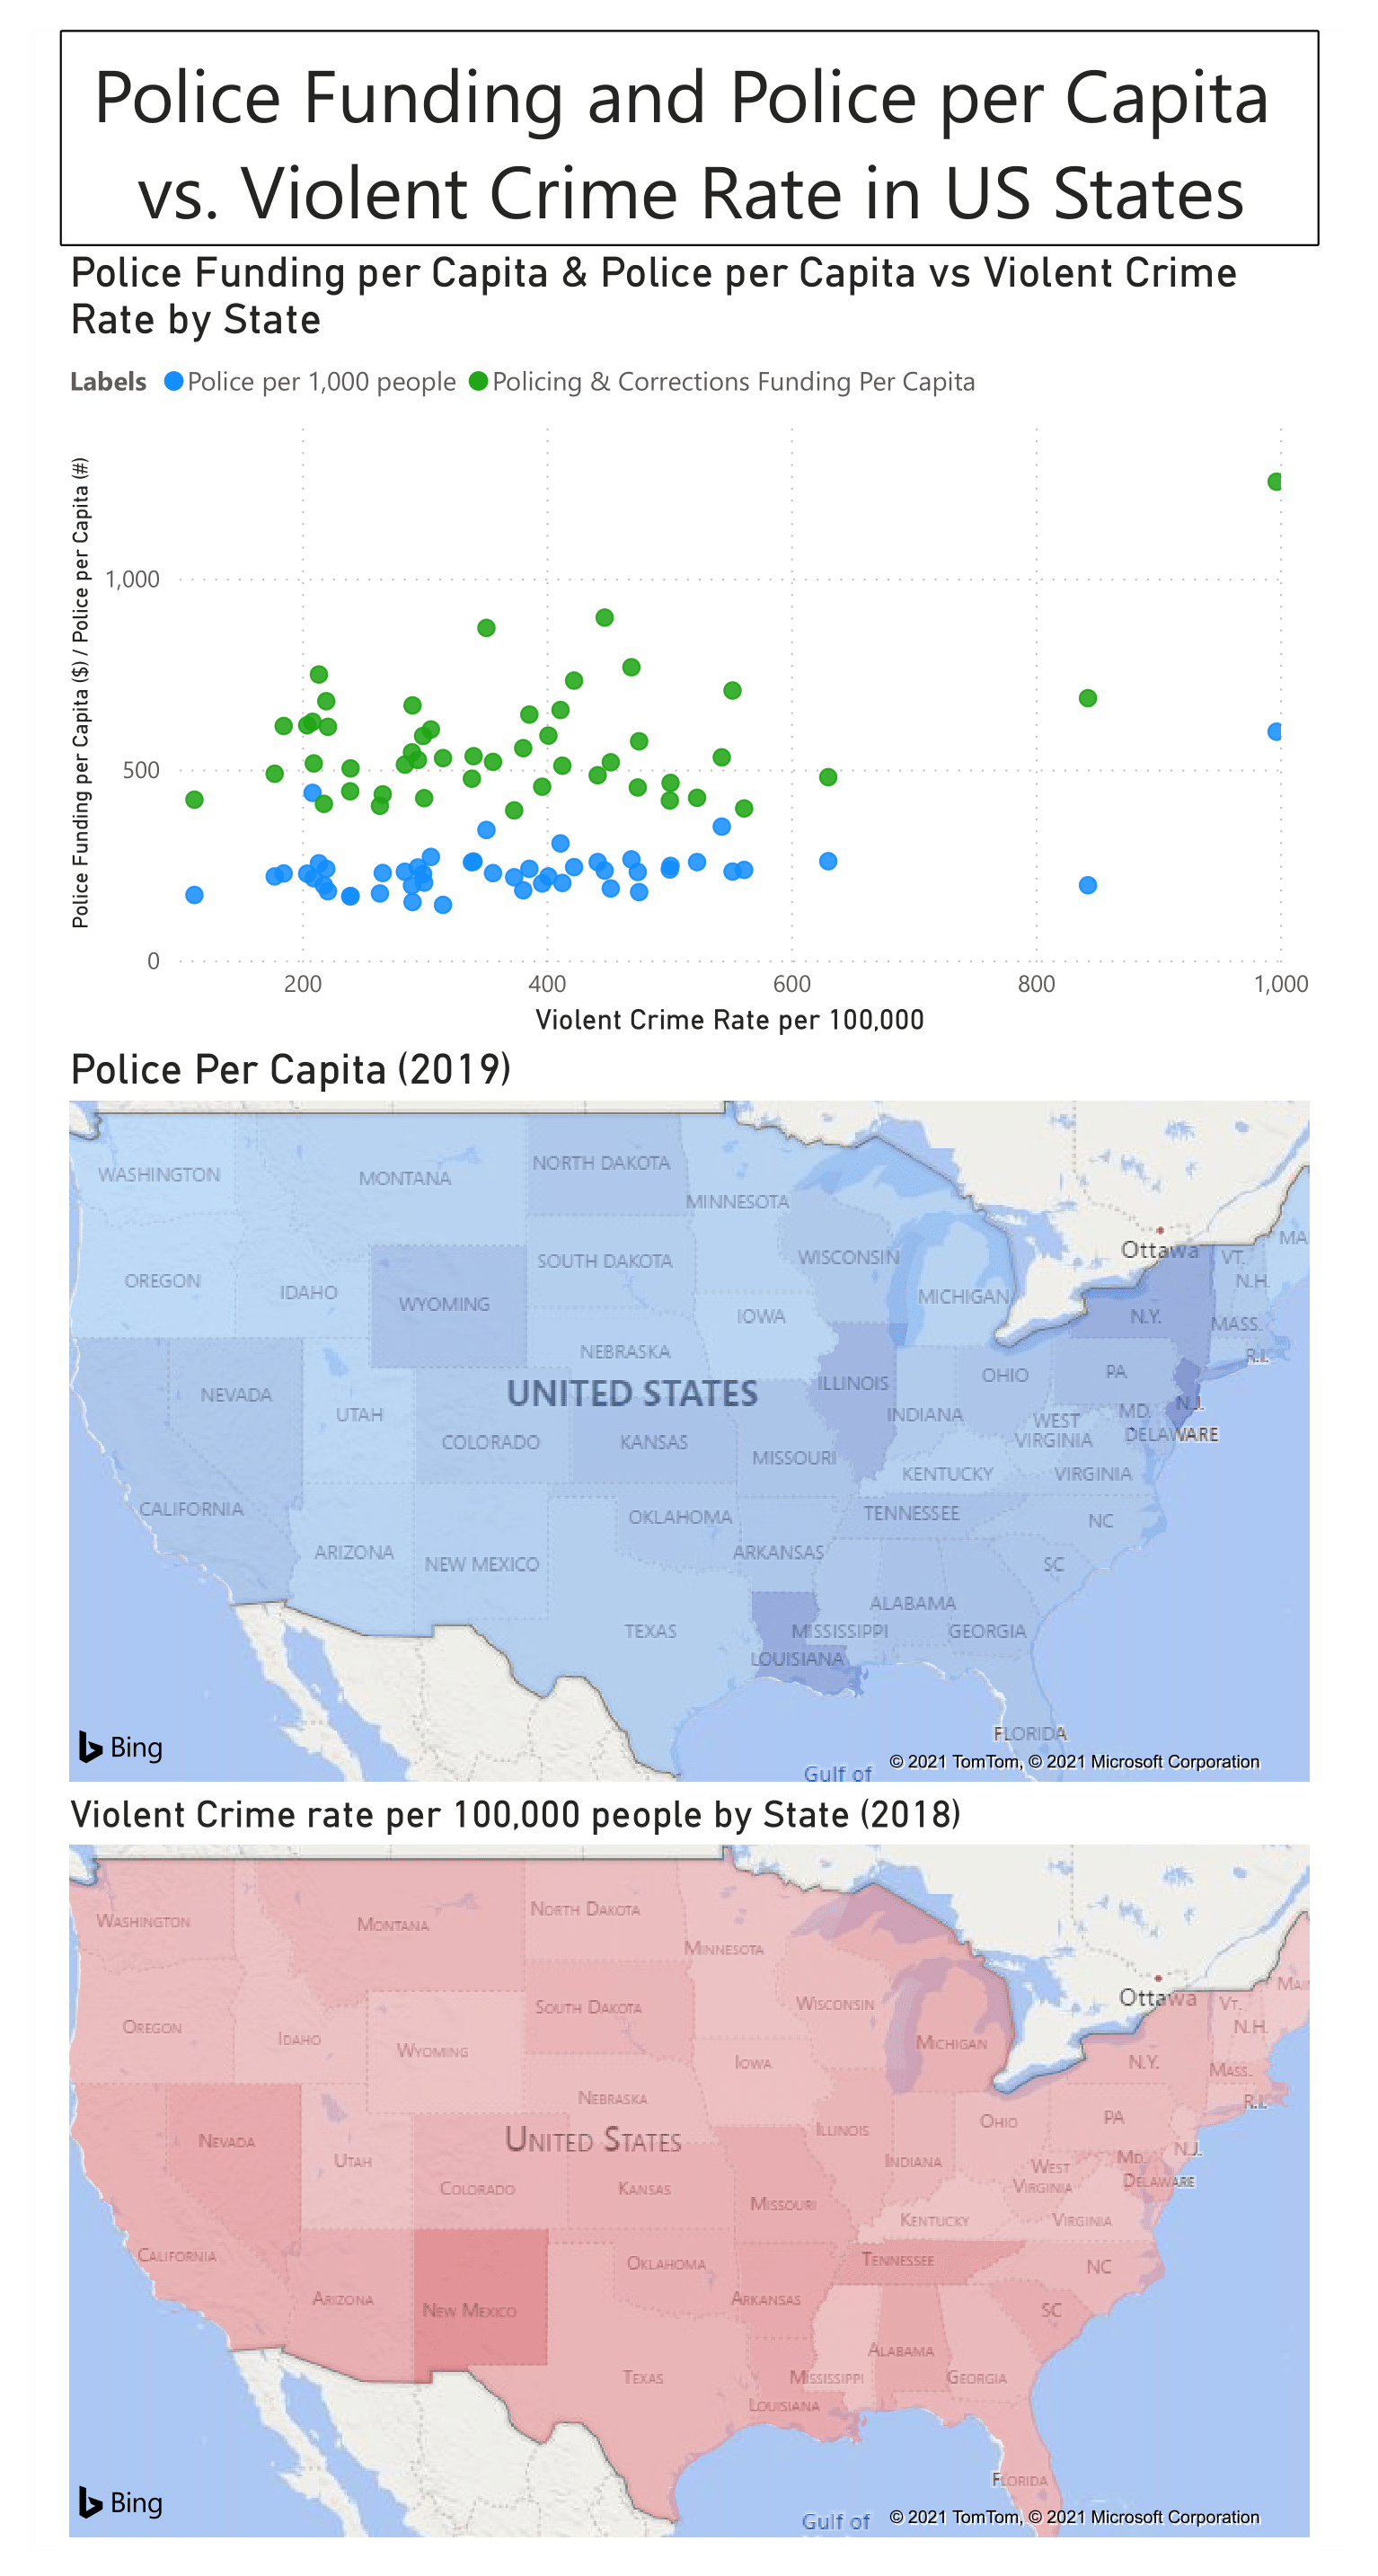 Police Funding and Police per Capita
vs. Violent Crime Rate in US States
Police Funding per Capita & Police per Capita vs Violent Crime
Rate by State
Labels Police per 1,000 people Policing & Corrections Funding Per Capita
Police Funding per Capita ($) / Police per Capita (#)
1,000
500
0
200 400 600 800 1,000
Violent Crime Rate per 100,000
Police Per Capita (2019)
WASHINGTON
MONTANA
NORTH DAKOTA
MINNESOTA
OREGON
IDAHO
WYOMING
SOUTH DAKOTA
WISCONSIN
MICHIGAN
Ottawa
VT.
MA
N.H.
N.Y.
MASS.
R.I.
IOWA
NEBRASKA
NEVADA
UTAH
UNITED STATES
ILLINOIS
OHIO
PA
N.J.
COLORADO
KANSAS
MISSOURI
INDIANA
WEST
VIRGINIA
MD.
DELAWARE
KENTUCKY
VIRGINIA
CALIFORNIA
ARIZONA
NEW MEXICO
OKLAHOMA
ARKANSAS
TENNESSEE
NC
SC
TEXAS
ALABAMA
MISSISSIPPI
GEORGIA
LOUISIANA
FLORIDA
Gulf of
Bing
© 2021 TomTom, © 2021 Microsoft Corporation
Violent Crime rate per 100,000 people by State (2018)
WASHINGTON
MONTANA
NORTH DAKOTA
MINNESOTA
OREGON
IDAHO
WYOMING
SOUTH DAKOTA
WISCONSIN
MICHIGAN
Ottawa
VT.
MAI
N.H.
N.Y.
MASS.
R.I.
IOWA
NEBRASKA
NEVADA
UTAH
UNITED STATES
ILLINOIS
OHIO
PA
N.J.
COLORADO
KANSAS
MISSOURI
INDIANA
WEST
VIRGINIA
MD.
DELAWARE
KENTUCKY
VIRGINIA
CALIFORNIA
ARIZONA
NEW MEXICO
OKLAHOMA
ARKANSAS
TENNESSEE
NC
SC
TEXAS
ALABAMA
MISSISSIPPI
GEORGIA
LOUISIANA
FLORIDA
Gulf of
Bing
© 2021 TomTom, © 2021 Microsoft Corporation